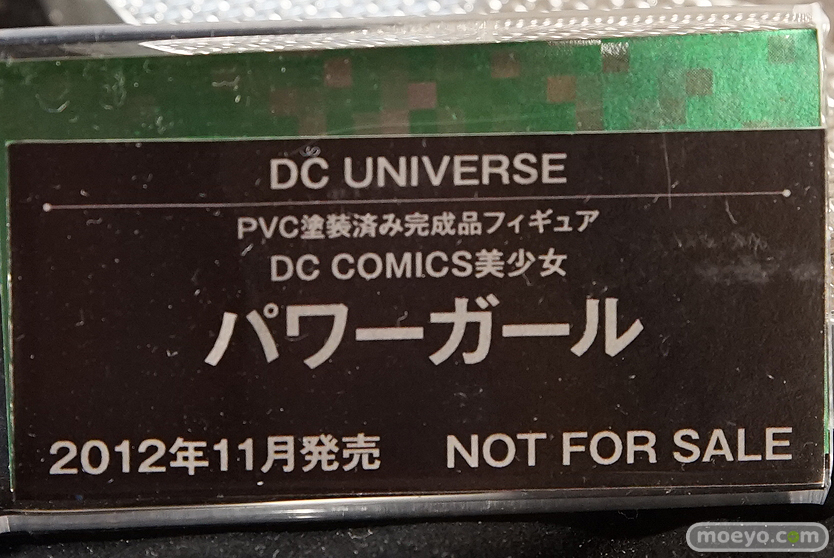 DC UNIVERSE
PVC塗装済み完成品フィギュア
DC COMICS美少女
パワーガール
2012年11月発売 NOT FOR SALE
moeyo.com